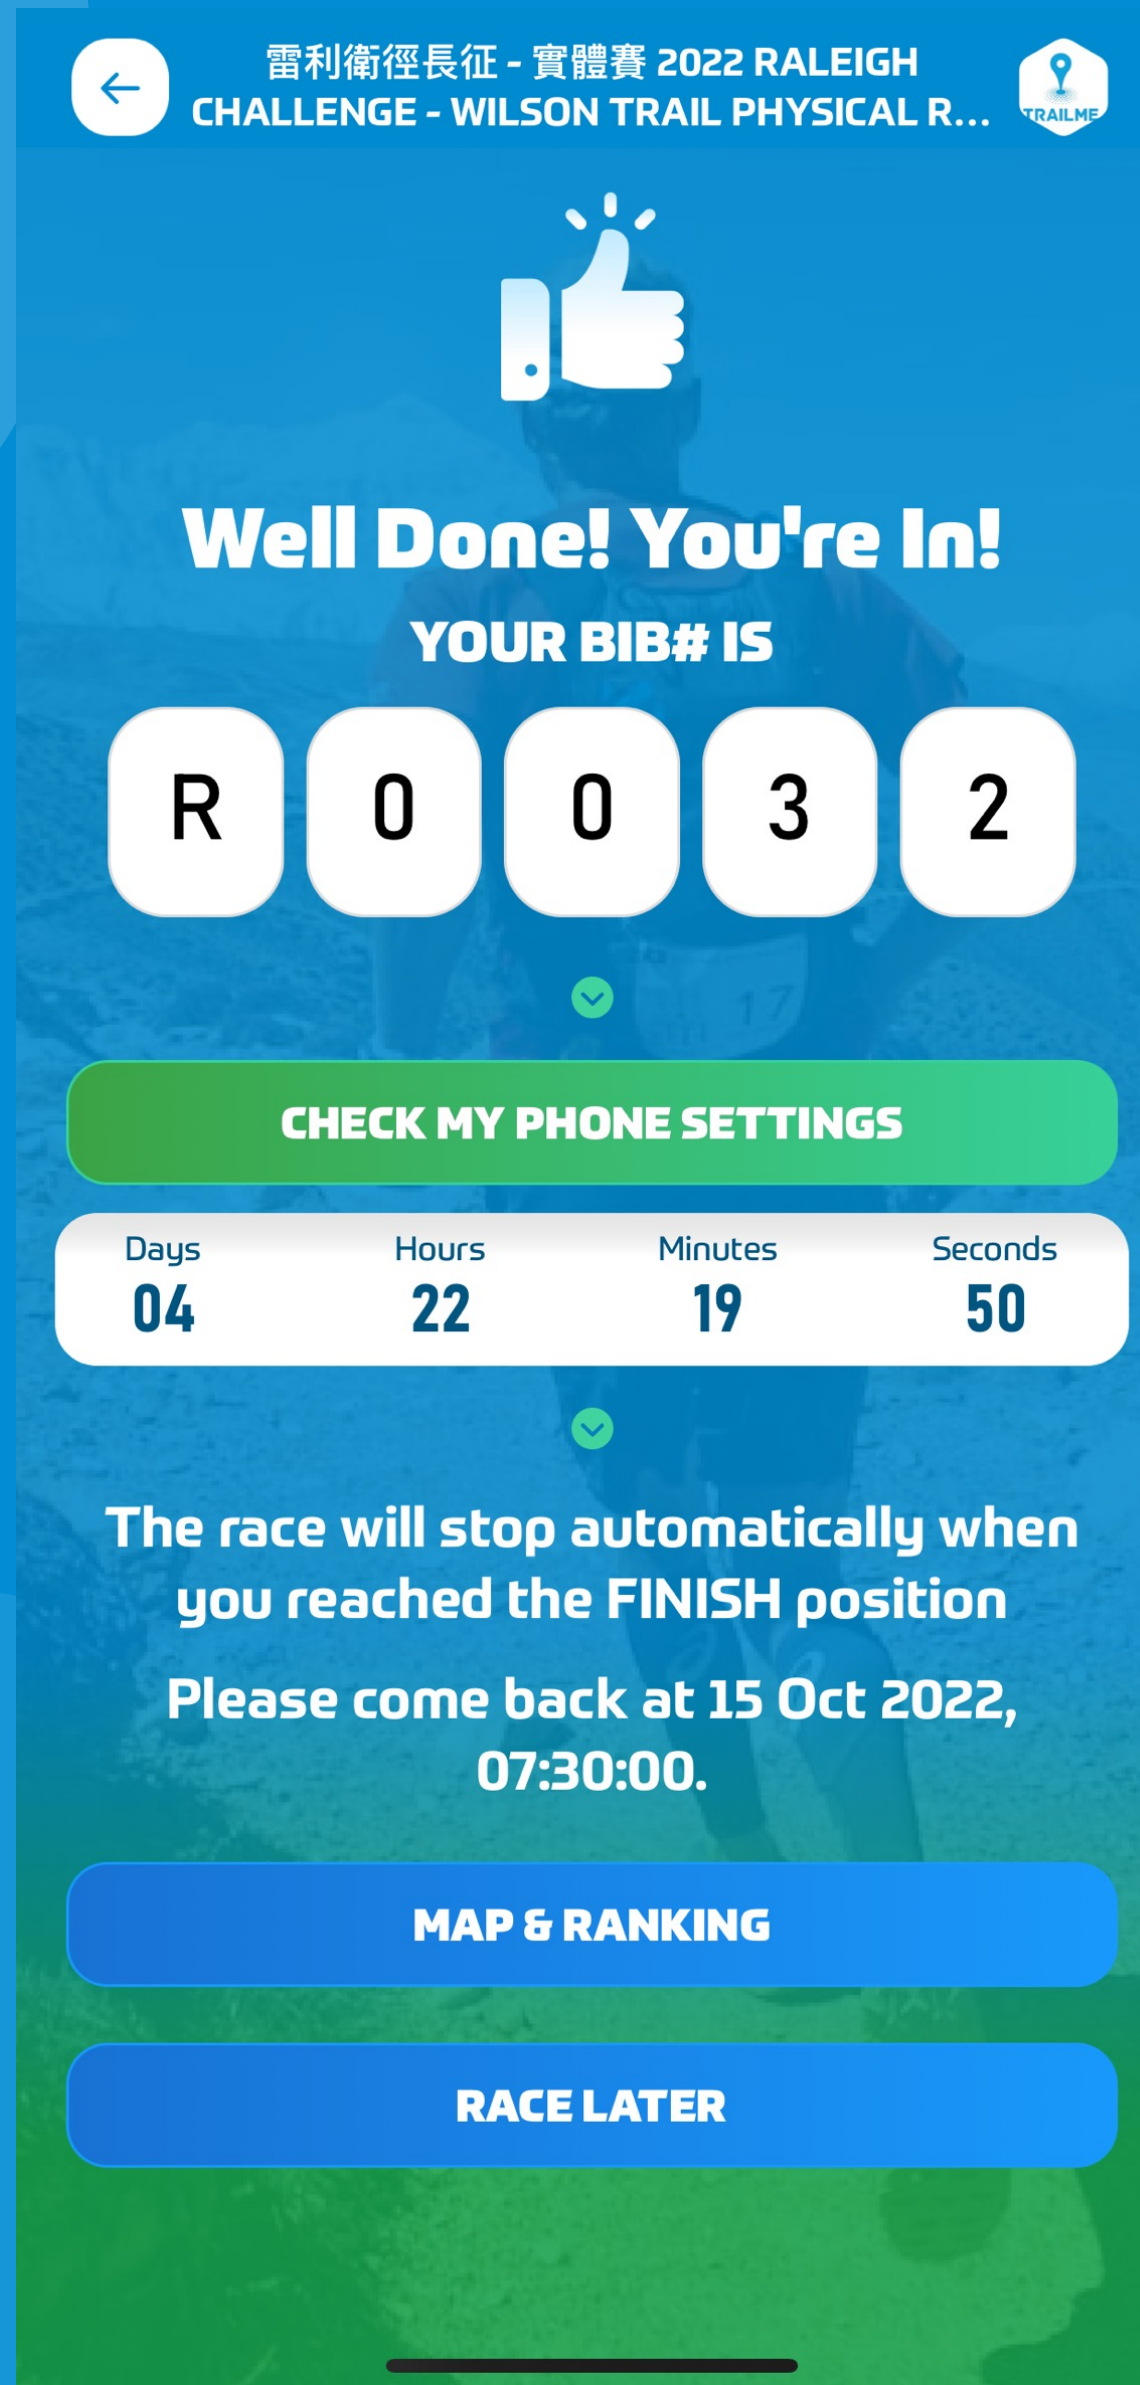 雷利衛徑長征 - 實體賽 2022 RALEIGH
CHALLENGE - WILSON TRAIL PHYSICAL R...
TRAILME
Well Done! You're In!
YOUR BIB# IS
R 0 0 3 2
17
CHECK MY PHONE SETTINGS
Days Hours Minutes Seconds
04 22 19 50
The race will stop automatically when
you reached the FINISH position
Please come back at 15 Oct 2022,
07:30:00.
MAP & RANKING
RACE LATER